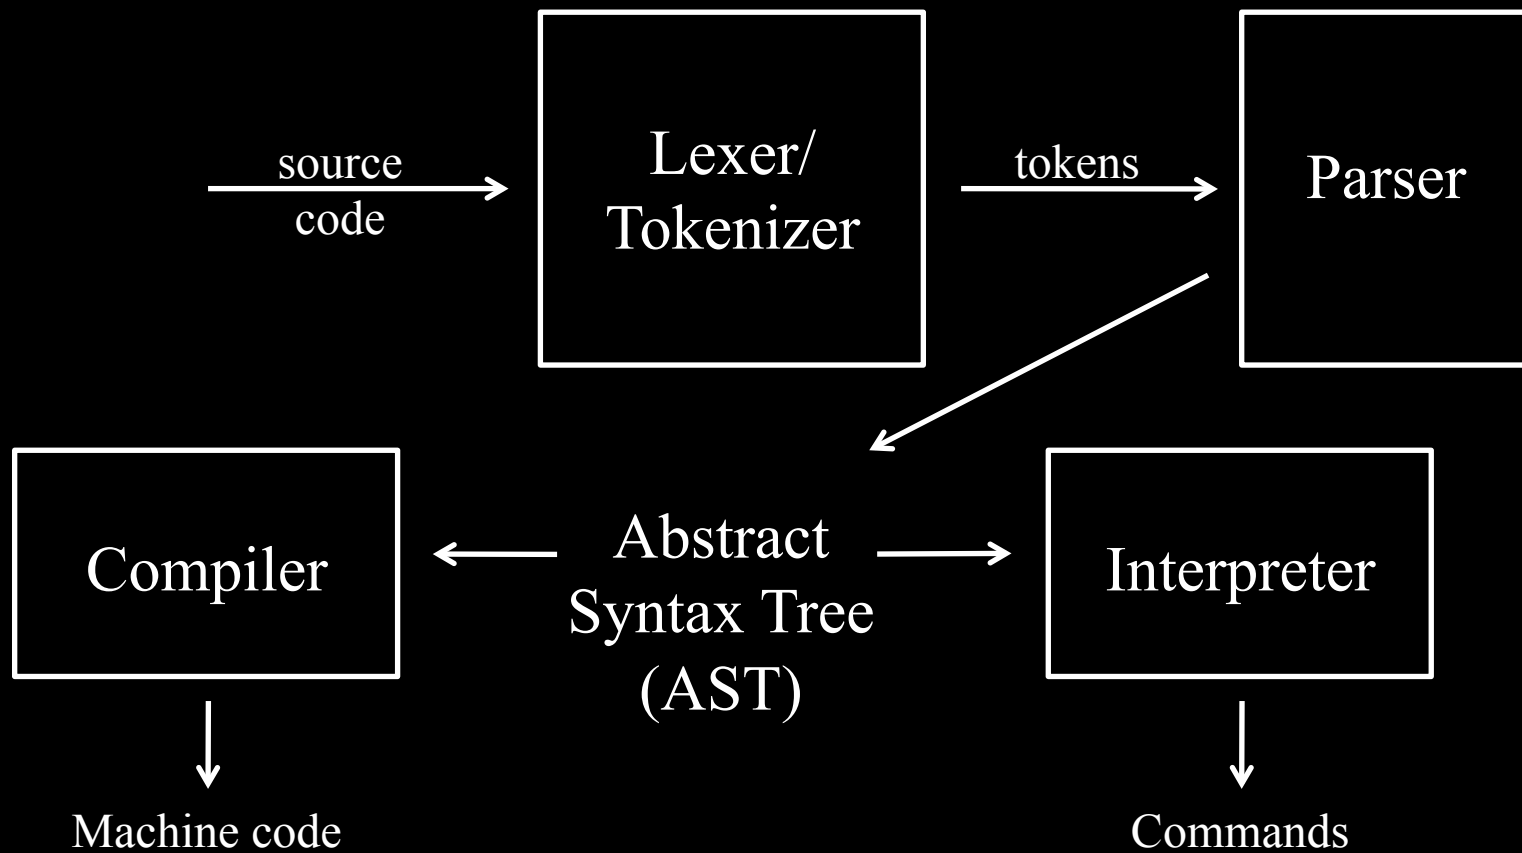 source
code
Lexer/
Tokenizer
tokens
Parser
Compiler
Abstract
Syntax Tree
(AST)
Interpreter
Machine code
Commands